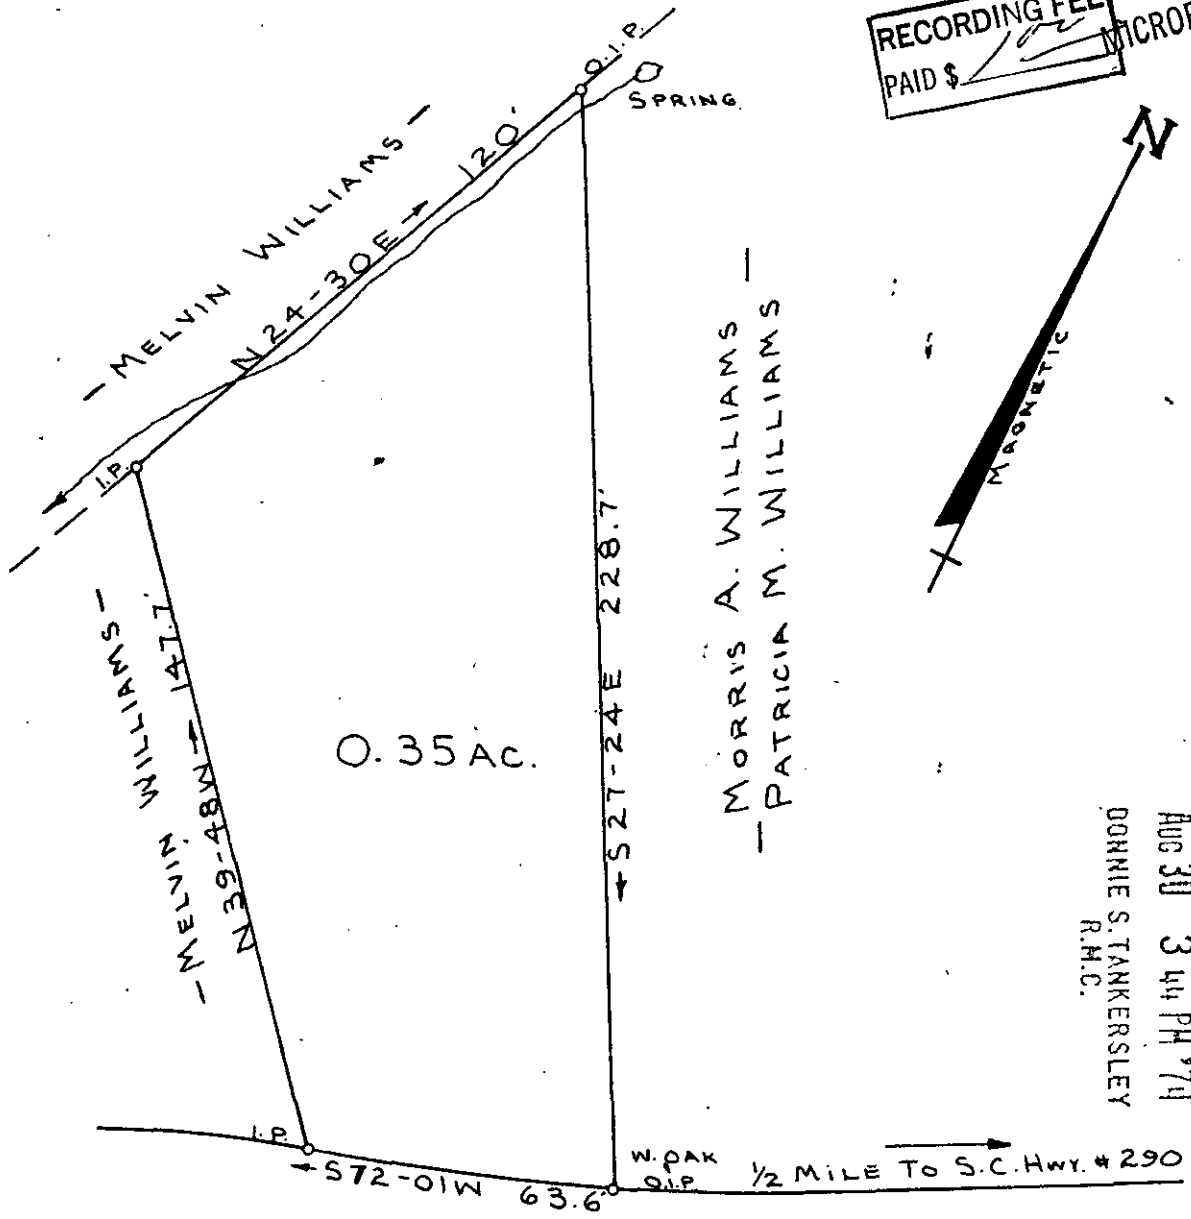 RECORDING FEE
PAID $
O.I.P.
SPRING
N
MAGNETIC
— MELVIN WILLIAMS —
N 24-30 E → 120'
I.P.
— MELVIN WILLIAMS —
N 39-48 W → 147.7'
0.35 AC.
← S 27-24 E 228.7'
— MORRIS A. WILLIAMS —
— PATRICIA M. WILLIAMS —
AUG 30 3 44 PM '74
DONNIE S. TANKERSLEY
R.M.C.
I.P.
← S 72-01 W 63.6'
W. OAK
O.I.P
1/2 MILE TO S.C. HWY. # 290